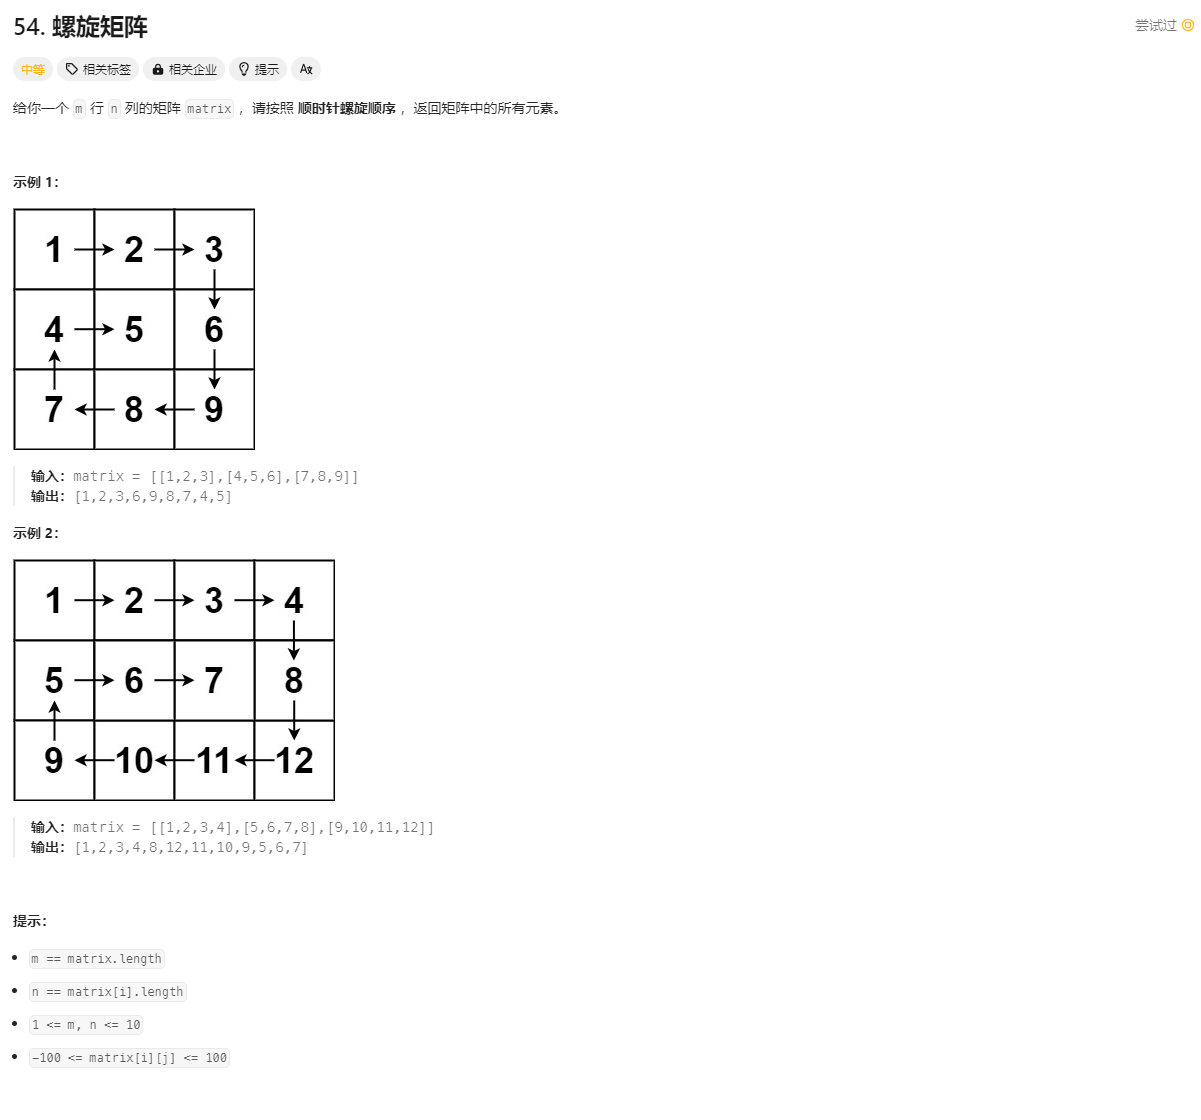 54. 螺旋矩阵
尝试过
中等 相关标签 相关企业 提示 Aあ
给你一个 m 行 n 列的矩阵 matrix ，请按照 顺时针螺旋顺序 ，返回矩阵中的所有元素。
示例 1：
1 2 3
4 5 6
7 8 9
输入：matrix = [[1,2,3],[4,5,6],[7,8,9]]
输出：[1,2,3,6,9,8,7,4,5]
示例 2：
1 2 3 4
5 6 7 8
9 10 11 12
输入：matrix = [[1,2,3,4],[5,6,7,8],[9,10,11,12]]
输出：[1,2,3,4,8,12,11,10,9,5,6,7]
提示：
m == matrix.length
n == matrix[i].length
1 <= m, n <= 10
-100 <= matrix[i][j] <= 100